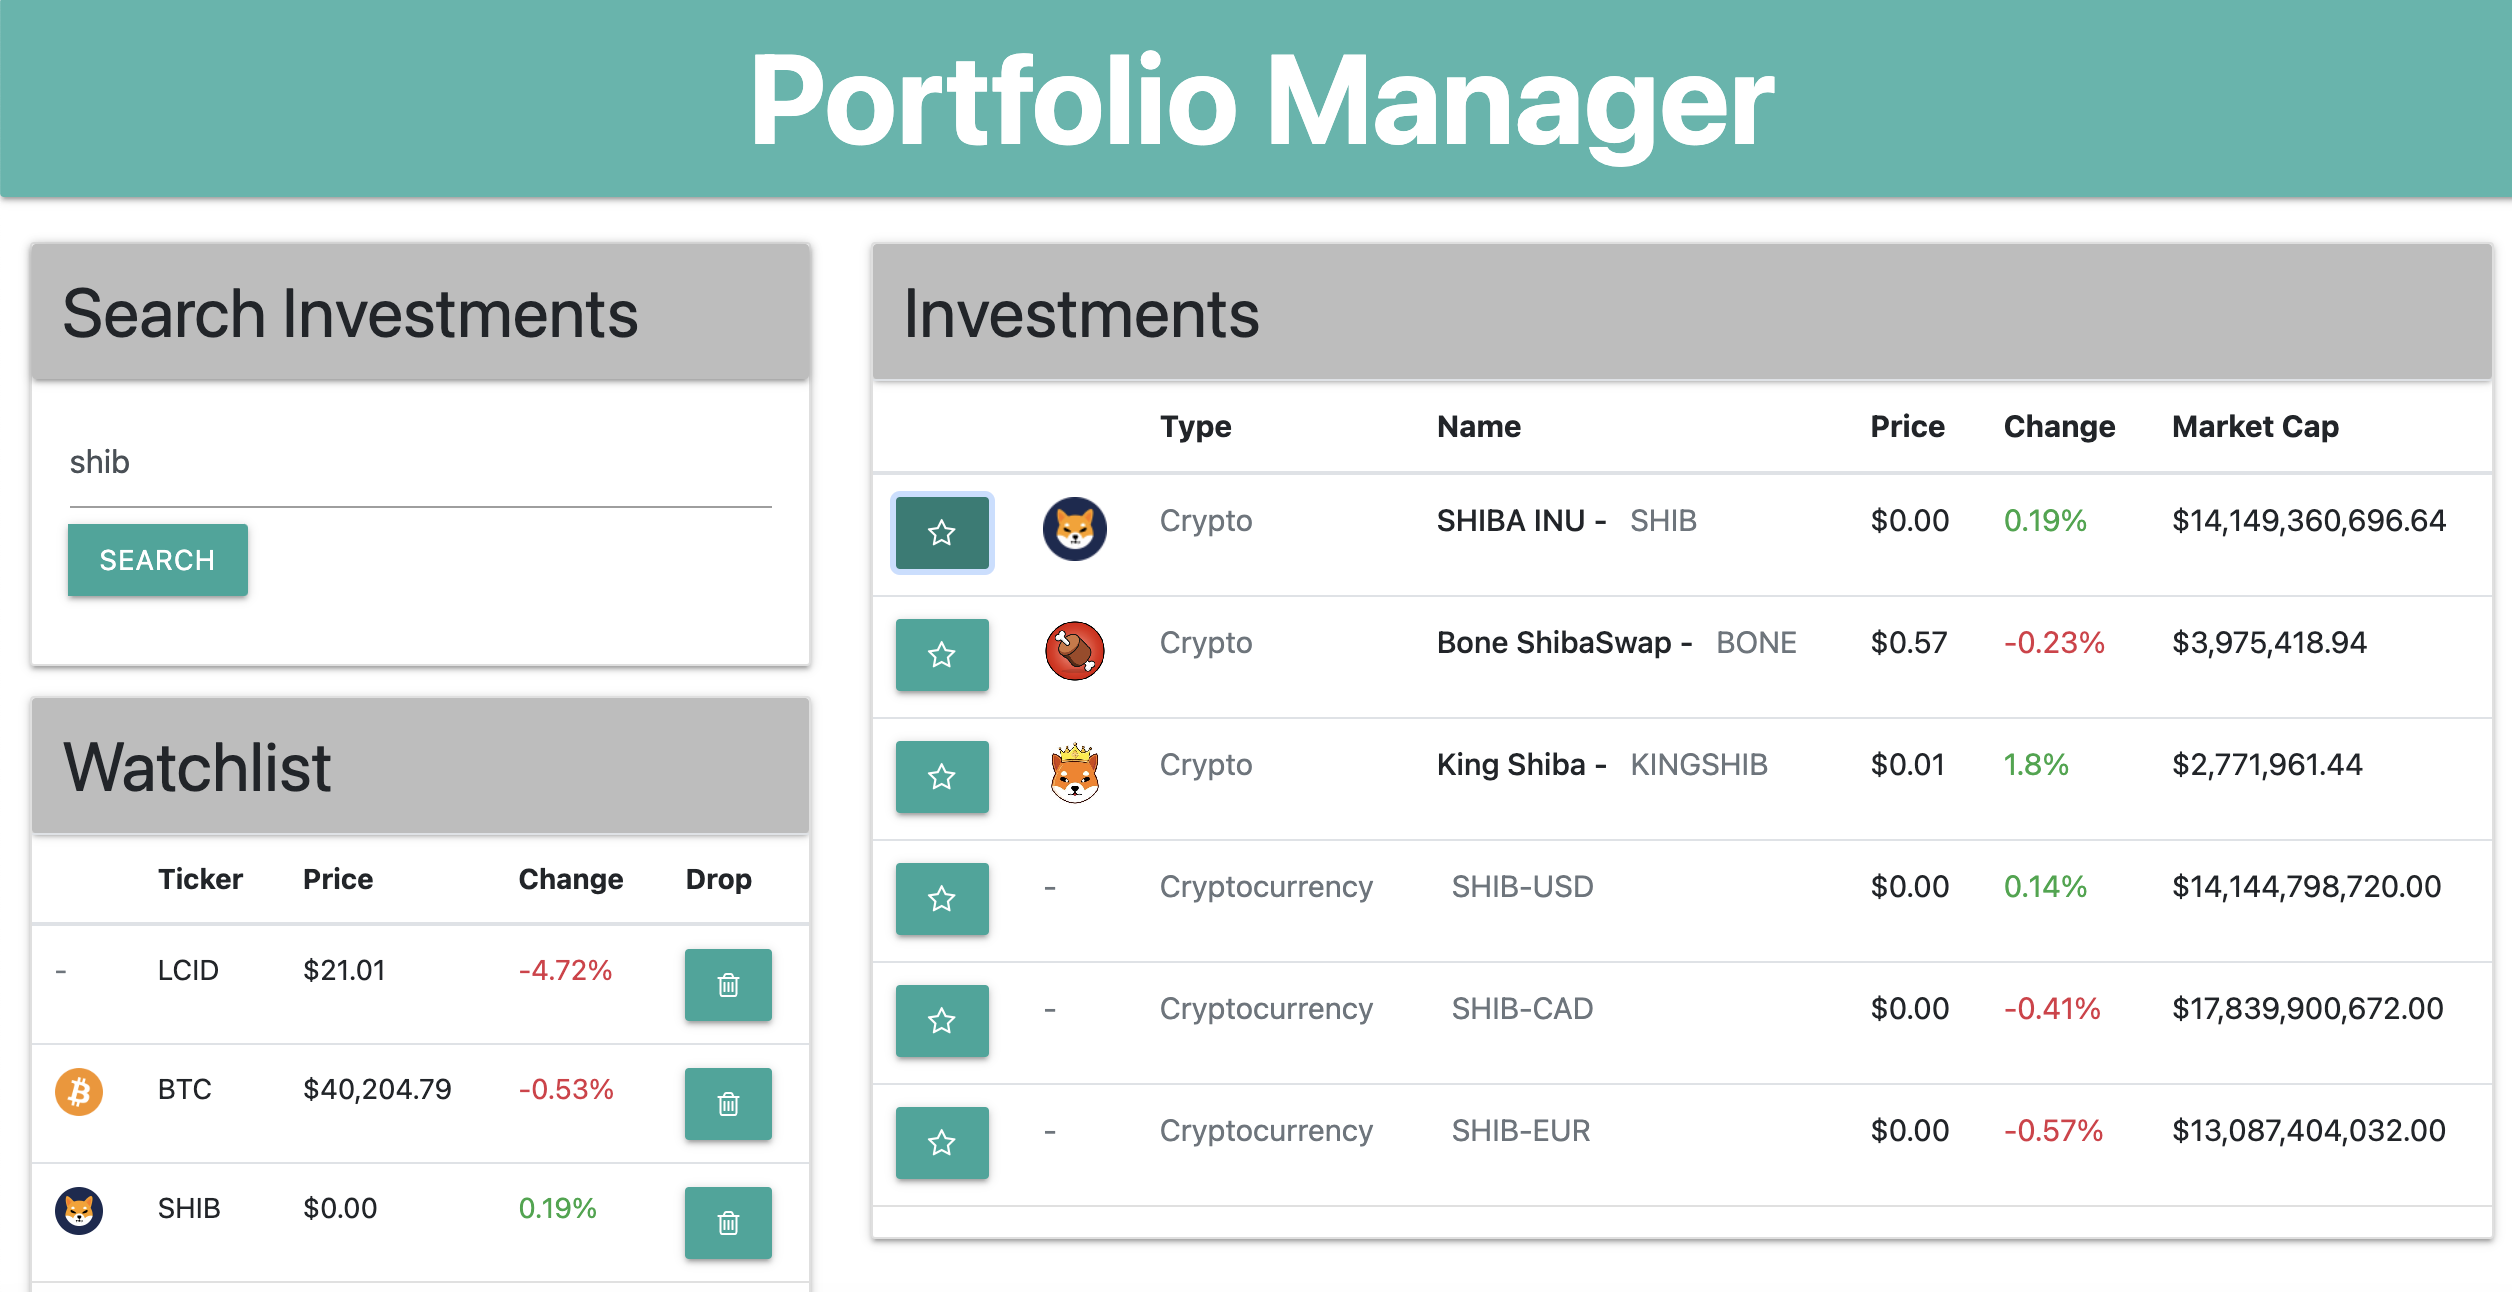 Portfolio Manager
Search Investments
shib
SEARCH
Watchlist
Ticker Price Change Drop
- LCID $21.01 -4.72%
BTC $40,204.79 -0.53%
SHIB $0.00 0.19%
Investments
Type Name Price Change Market Cap
Crypto SHIBA INU - SHIB $0.00 0.19% $14,149,360,696.64
Crypto Bone ShibaSwap - BONE $0.57 -0.23% $3,975,418.94
Crypto King Shiba - KINGSHIB $0.01 1.8% $2,771,961.44
- Cryptocurrency SHIB-USD $0.00 0.14% $14,144,798,720.00
- Cryptocurrency SHIB-CAD $0.00 -0.41% $17,839,900,672.00
- Cryptocurrency SHIB-EUR $0.00 -0.57% $13,087,404,032.00